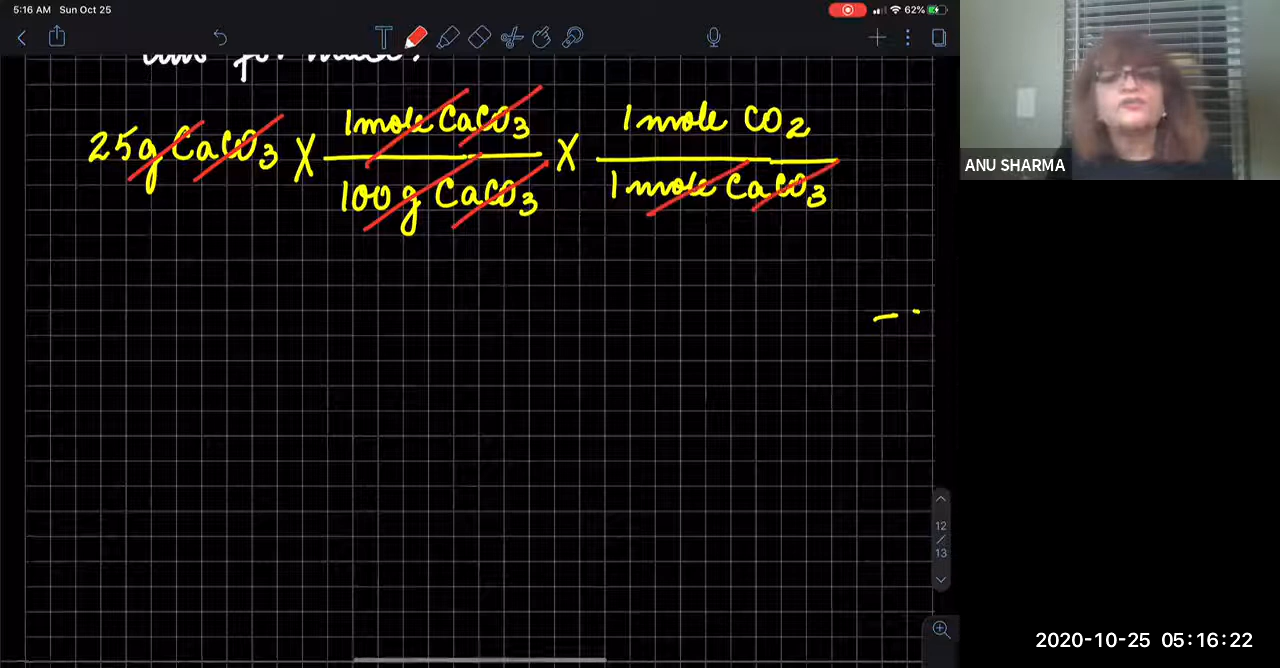 5:16 AM Sun Oct 25
62%
25g CaCO3 X 1mole CaCO3 / 100g CaCO3 X 1mole CO2 / 1mole CaCO3
ANU SHARMA
12
/
13
2020-10-25 05:16:22